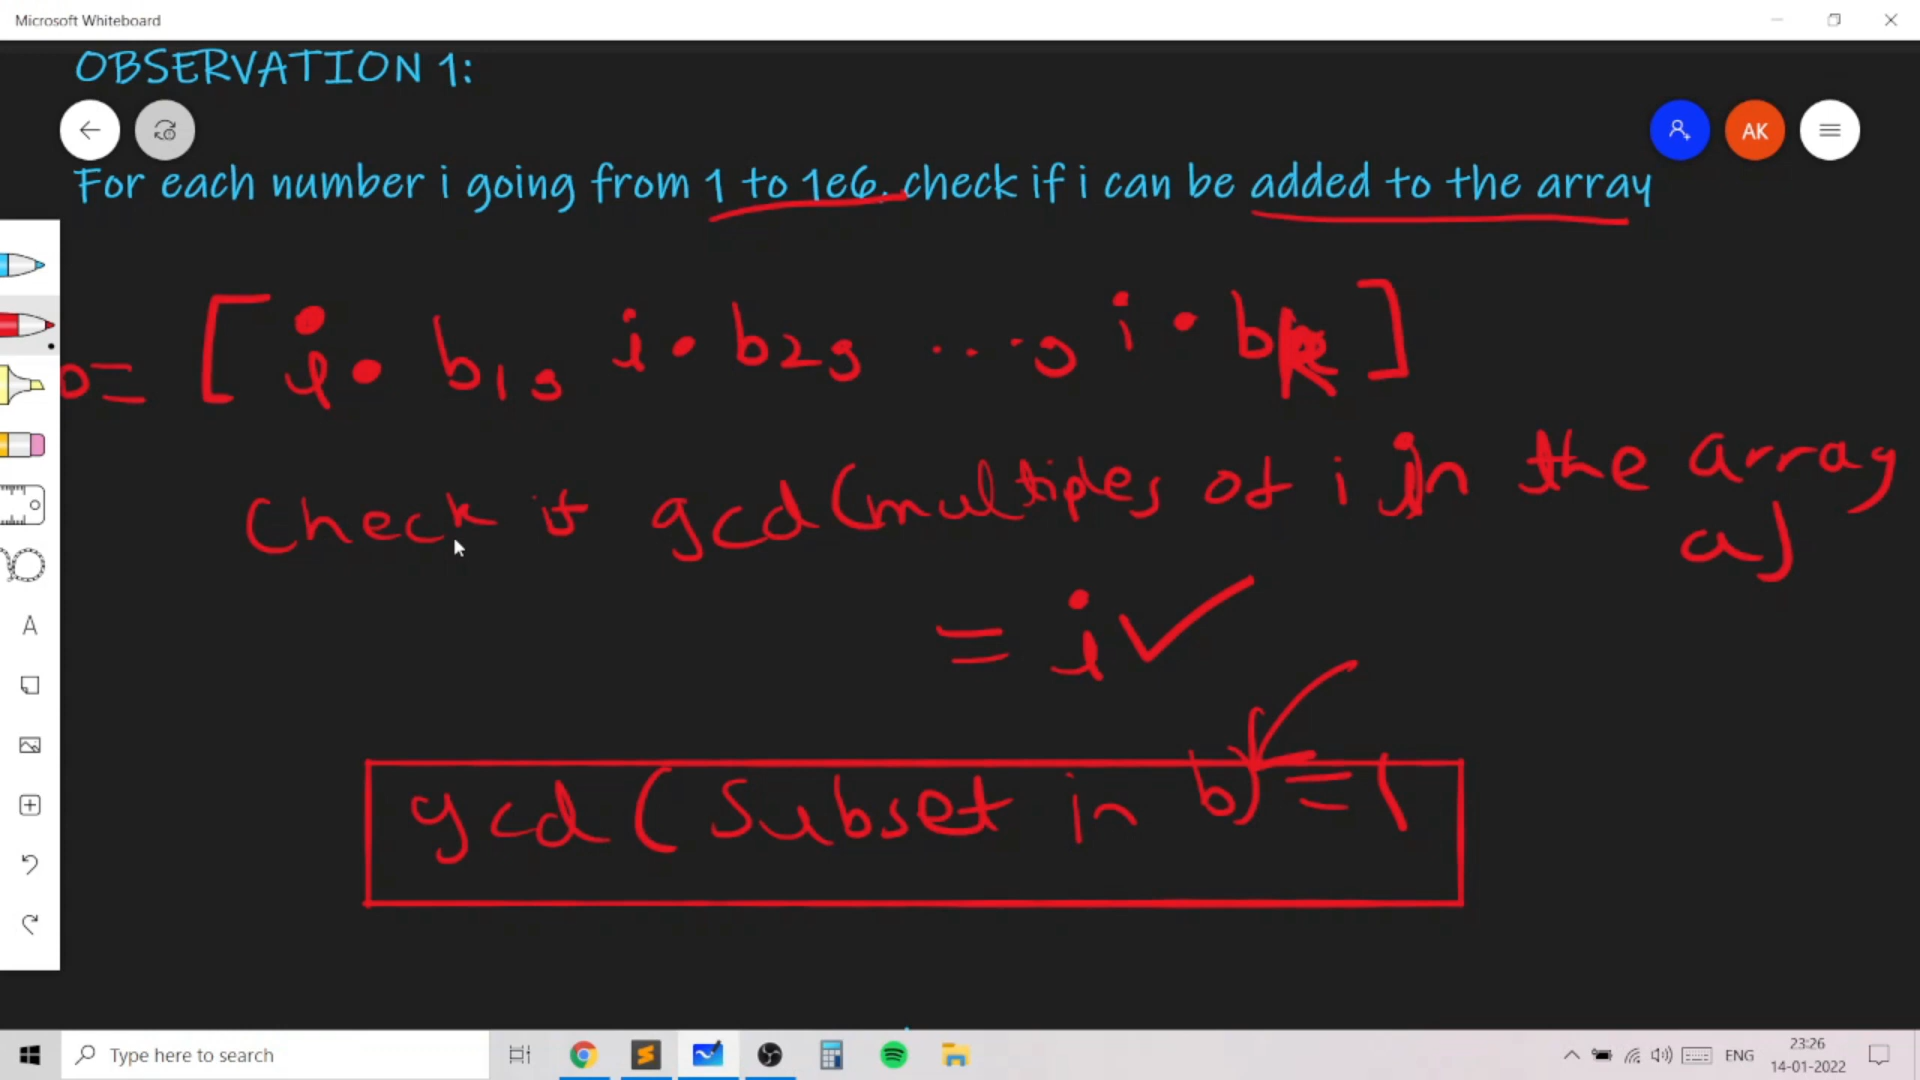 Microsoft Whiteboard
OBSERVATION 1:
AK
For each number i going from 1 to 1e6, check if i can be added to the array
= [ i • b1, i • b2, ..., i • bk ]
Check if gcd(multiples of i in the array
a)
= i ✓
gcd (Subset in b) = 1
A
Type here to search
ENG
23:26
14-01-2022